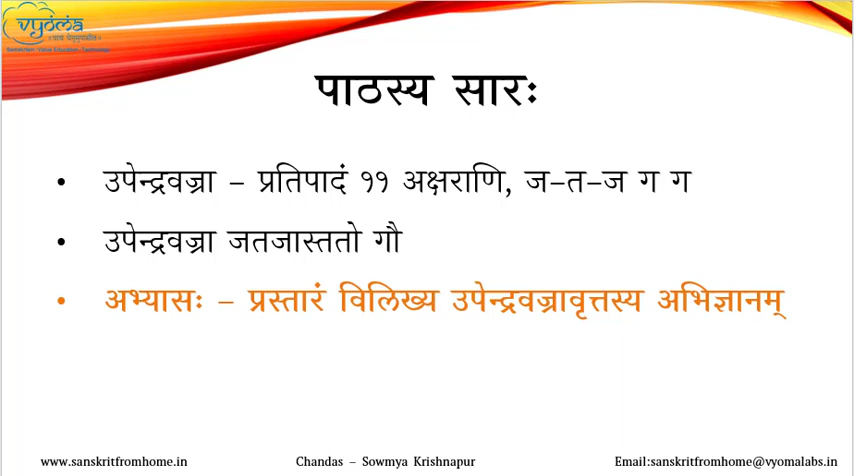 vyoma
पाठस्य सारः
• उपेन्द्रवज्रा – प्रतिपादं ११ अक्षराणि, ज-त-ज ग ग
• उपेन्द्रवज्रा जतजास्ततो गौ
• अभ्यासः – प्रस्तारं विलिख्य उपेन्द्रवज्रावृत्तस्य अभिज्ञानम्
www.sanskritfromhome.in Chandas – Sowmya Krishnapur Email:sanskritfromhome@vyomalabs.in